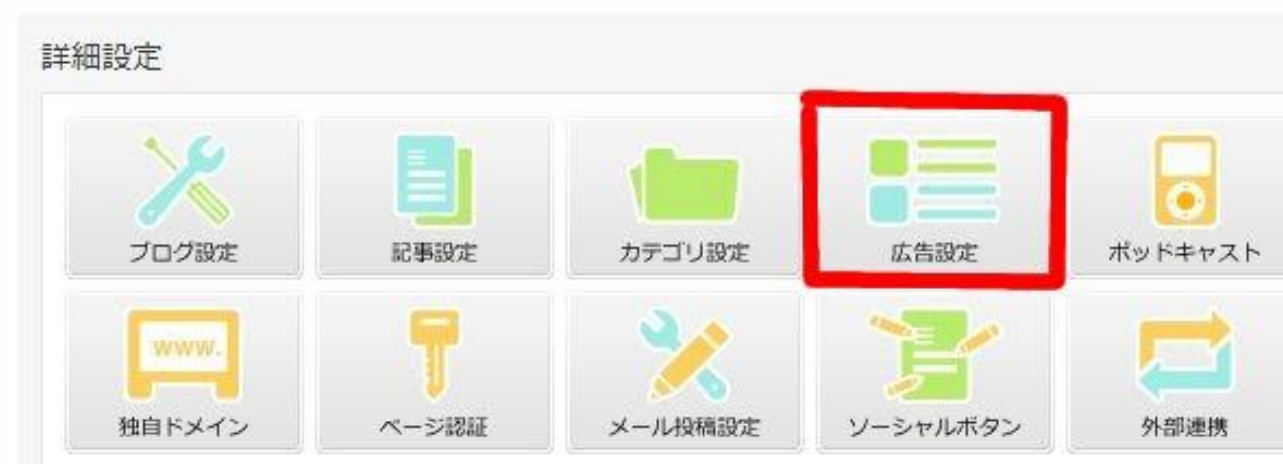 詳細設定
ブログ設定
記事設定
カテゴリ設定
広告設定
ポッドキャスト
www.
独自ドメイン
ページ認証
メール投稿設定
ソーシャルボタン
外部連携